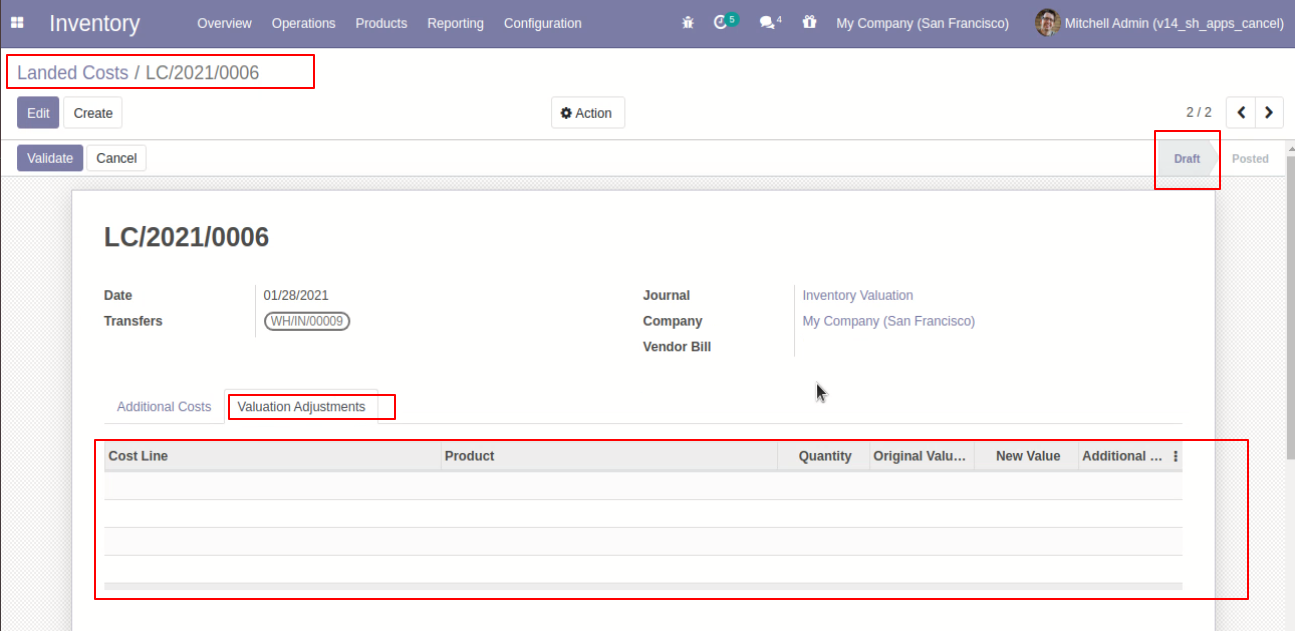 Inventory Overview Operations Products Reporting Configuration 5 4 My Company (San Francisco) Mitchell Admin (v14_sh_apps_cancel)
Landed Costs / LC/2021/0006
Edit Create Action 2 / 2
Validate Cancel Draft Posted
LC/2021/0006
Date 01/28/2021 Journal Inventory Valuation
Transfers WH/IN/00009 Company My Company (San Francisco)
Vendor Bill
Additional Costs Valuation Adjustments
Cost Line Product Quantity Original Valu... New Value Additional ...